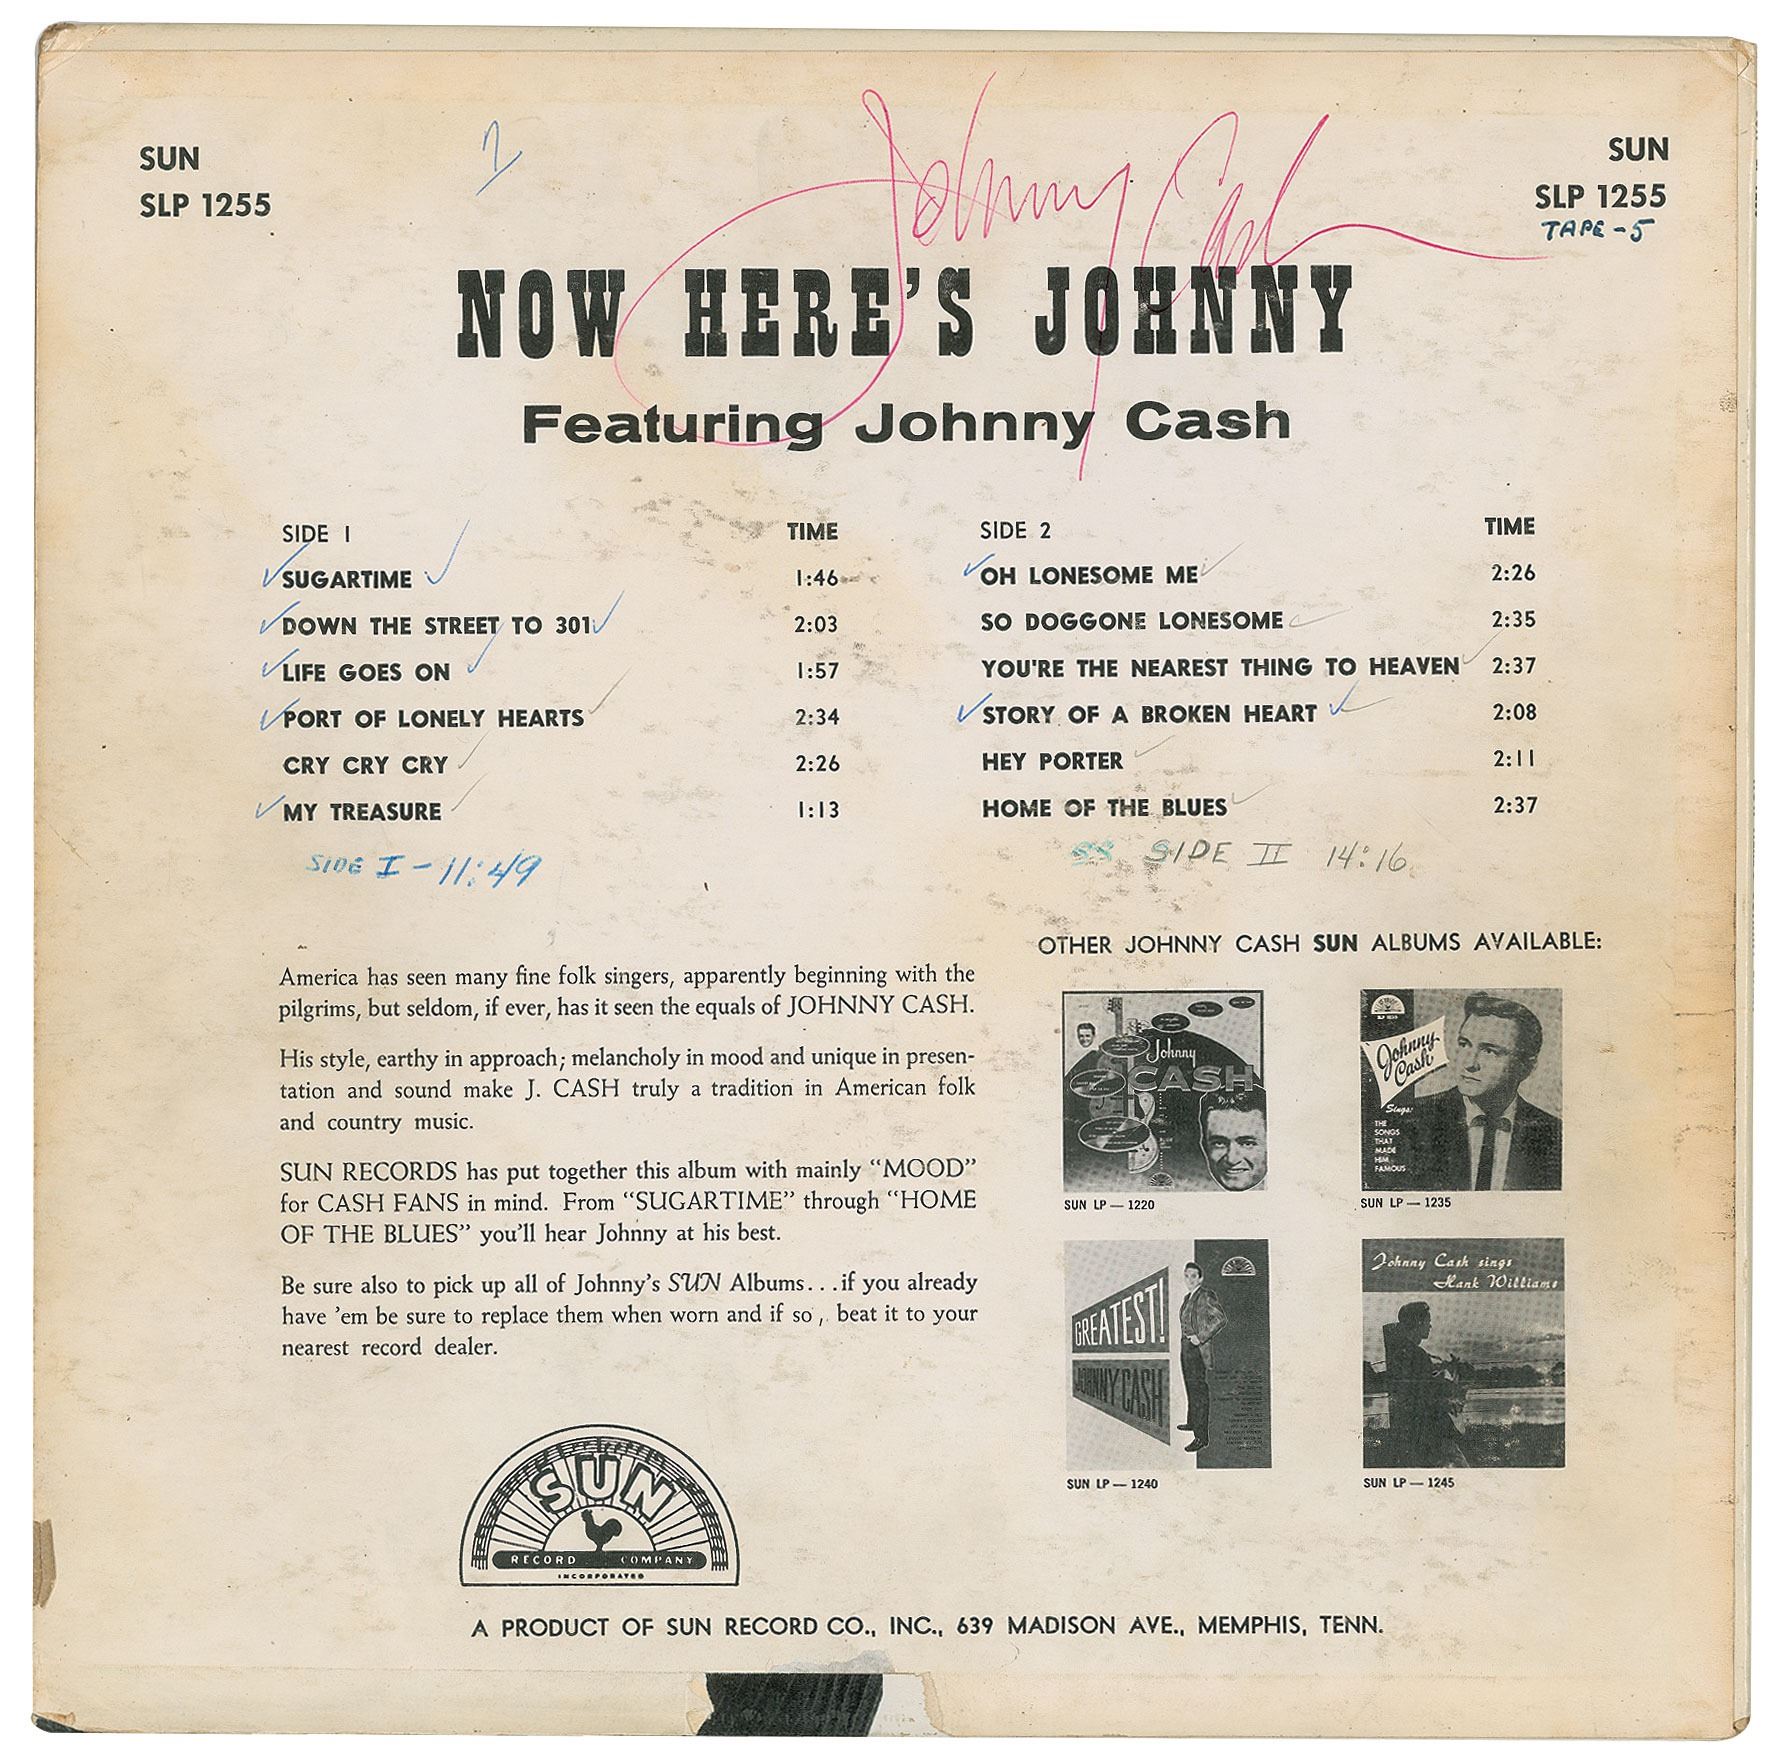 SUN
SLP 1255
SUN
SLP 1255
TAPE - 5
Johnny Cash
NOW HERE'S JOHNNY
Featuring Johnny Cash
SIDE 1 TIME
SUGARTIME 1:46
DOWN THE STREET TO 301 2:03
LIFE GOES ON 1:57
PORT OF LONELY HEARTS 2:34
CRY CRY CRY 2:26
MY TREASURE 1:13
SIDE I - 11:49
SIDE 2 TIME
OH LONESOME ME 2:26
SO DOGGONE LONESOME 2:35
YOU'RE THE NEAREST THING TO HEAVEN 2:37
STORY OF A BROKEN HEART 2:08
HEY PORTER 2:11
HOME OF THE BLUES 2:37
SIDE II 14:16
America has seen many fine folk singers, apparently beginning with the
pilgrims, but seldom, if ever, has it seen the equals of JOHNNY CASH.
His style, earthy in approach; melancholy in mood and unique in presen-
tation and sound make J. CASH truly a tradition in American folk
and country music.
SUN RECORDS has put together this album with mainly "MOOD"
for CASH FANS in mind. From "SUGARTIME" through "HOME
OF THE BLUES" you'll hear Johnny at his best.
Be sure also to pick up all of Johnny's SUN Albums...if you already
have 'em be sure to replace them when worn and if so, beat it to your
nearest record dealer.
OTHER JOHNNY CASH SUN ALBUMS AVAILABLE:
Johnny
CASH
SUN LP — 1220
Johnny
Cash
Sings:
THE
SONGS
THAT
MADE
HIM
FAMOUS
SUN LP — 1235
GREATEST!
JOHNNY CASH
SUN LP — 1240
Johnny Cash sings
Hank Williams
SUN LP — 1245
SUN
RECORD COMPANY
INCORPORATED
A PRODUCT OF SUN RECORD CO., INC., 639 MADISON AVE., MEMPHIS, TENN.